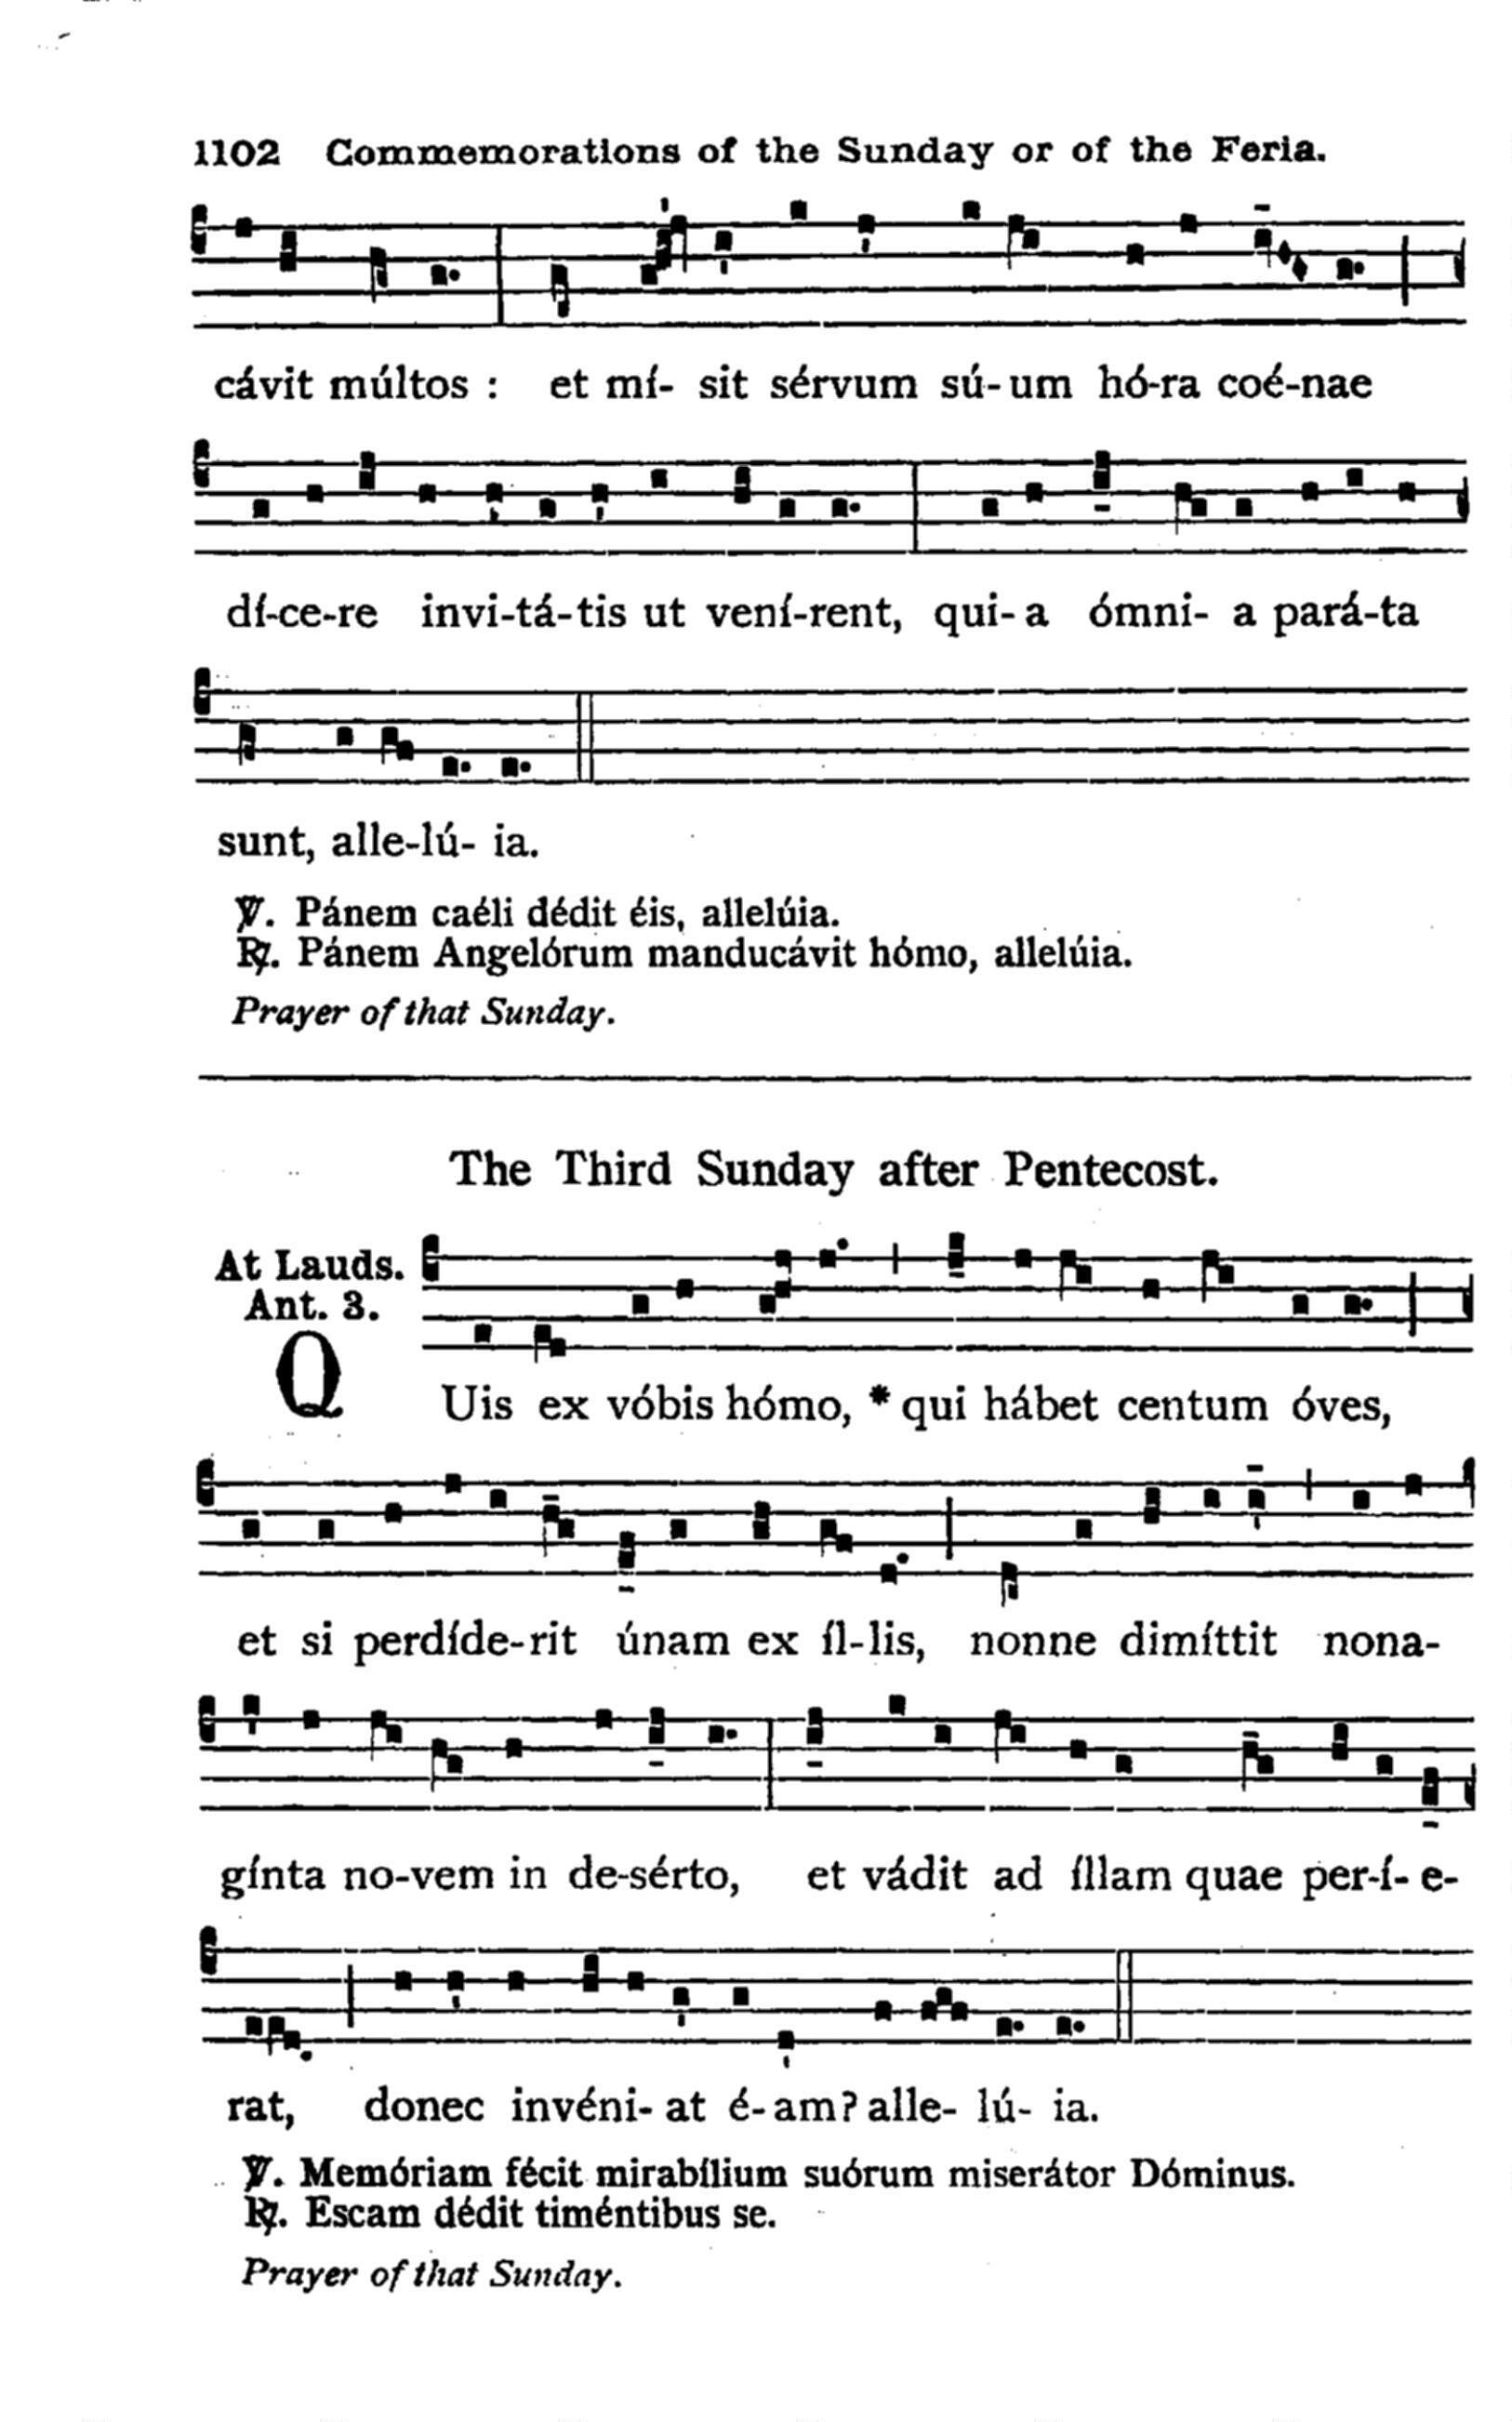 1102 Commemorations of the Sunday or of the Feria.
cávit múltos : et mí- sit sérvum sú- um hó-ra coé-nae
dí-ce-re invi-tá-tis ut vení-rent, qui- a ómni- a pará-ta
sunt, alle-lú- ia.
℣. Pánem caéli dédit éis, allelúia.
℟. Pánem Angelórum manducávit hómo, allelúia.
Prayer of that Sunday.
The Third Sunday after Pentecost.
At Lauds.
Ant. 3.
QUis ex vóbis hómo, * qui hábet centum óves,
et si perdíde-rit únam ex íl-lis, nonne dimíttit nona-
gínta no-vem in de-sérto, et vádit ad íllam quae per-í- e-
rat, donec invéni- at é- am? alle- lú- ia.
℣. Memóriam fécit mirabílium suórum miserátor Dóminus.
℟. Escam dédit timéntibus se.
Prayer of that Sunday.